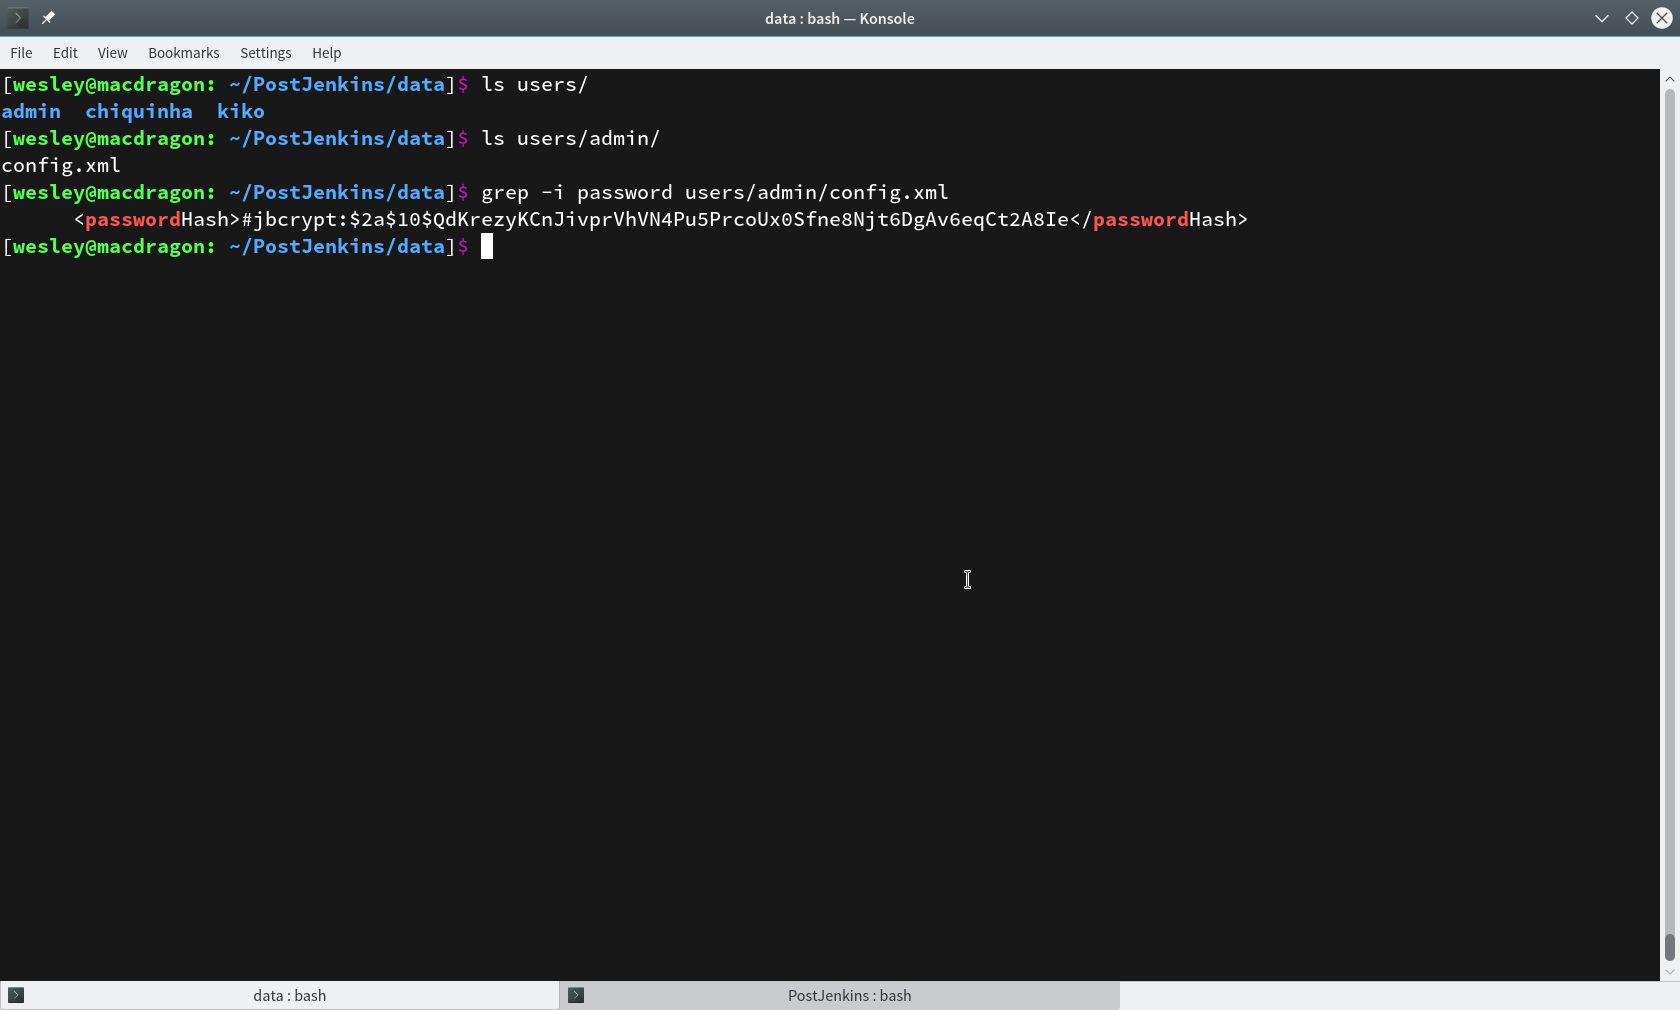 data : bash — Konsole
File Edit View Bookmarks Settings Help
[wesley@macdragon: ~/PostJenkins/data]$ ls users/
admin  chiquinha  kiko
[wesley@macdragon: ~/PostJenkins/data]$ ls users/admin/
config.xml
[wesley@macdragon: ~/PostJenkins/data]$ grep -i password users/admin/config.xml
      <passwordHash>#jbcrypt:$2a$10$QdKrezyKCnJivprVhVN4Pu5PrcoUx0Sfne8Njt6DgAv6eqCt2A8Ie</passwordHash>
[wesley@macdragon: ~/PostJenkins/data]$
data : bash
PostJenkins : bash